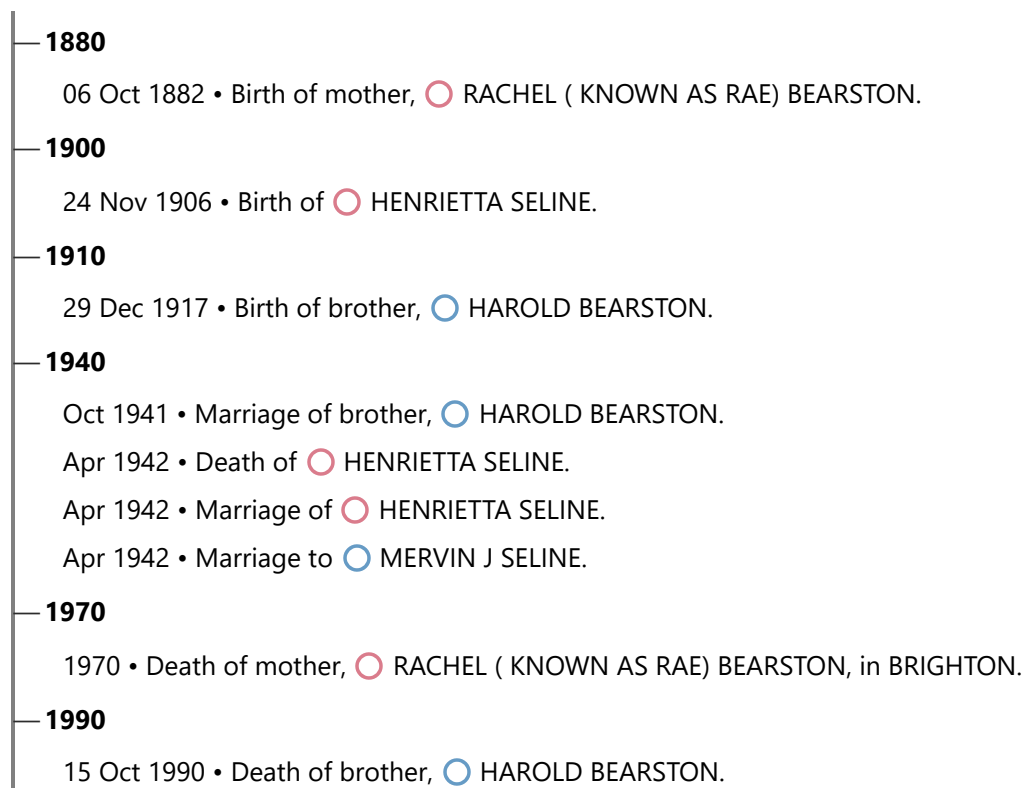 1880
06 Oct 1882 • Birth of mother, RACHEL ( KNOWN AS RAE) BEARSTON.
1900
24 Nov 1906 • Birth of HENRIETTA SELINE.
1910
29 Dec 1917 • Birth of brother, HAROLD BEARSTON.
1940
Oct 1941 • Marriage of brother, HAROLD BEARSTON.
Apr 1942 • Death of HENRIETTA SELINE.
Apr 1942 • Marriage of HENRIETTA SELINE.
Apr 1942 • Marriage to MERVIN J SELINE.
1970
1970 • Death of mother, RACHEL ( KNOWN AS RAE) BEARSTON, in BRIGHTON.
1990
15 Oct 1990 • Death of brother, HAROLD BEARSTON.